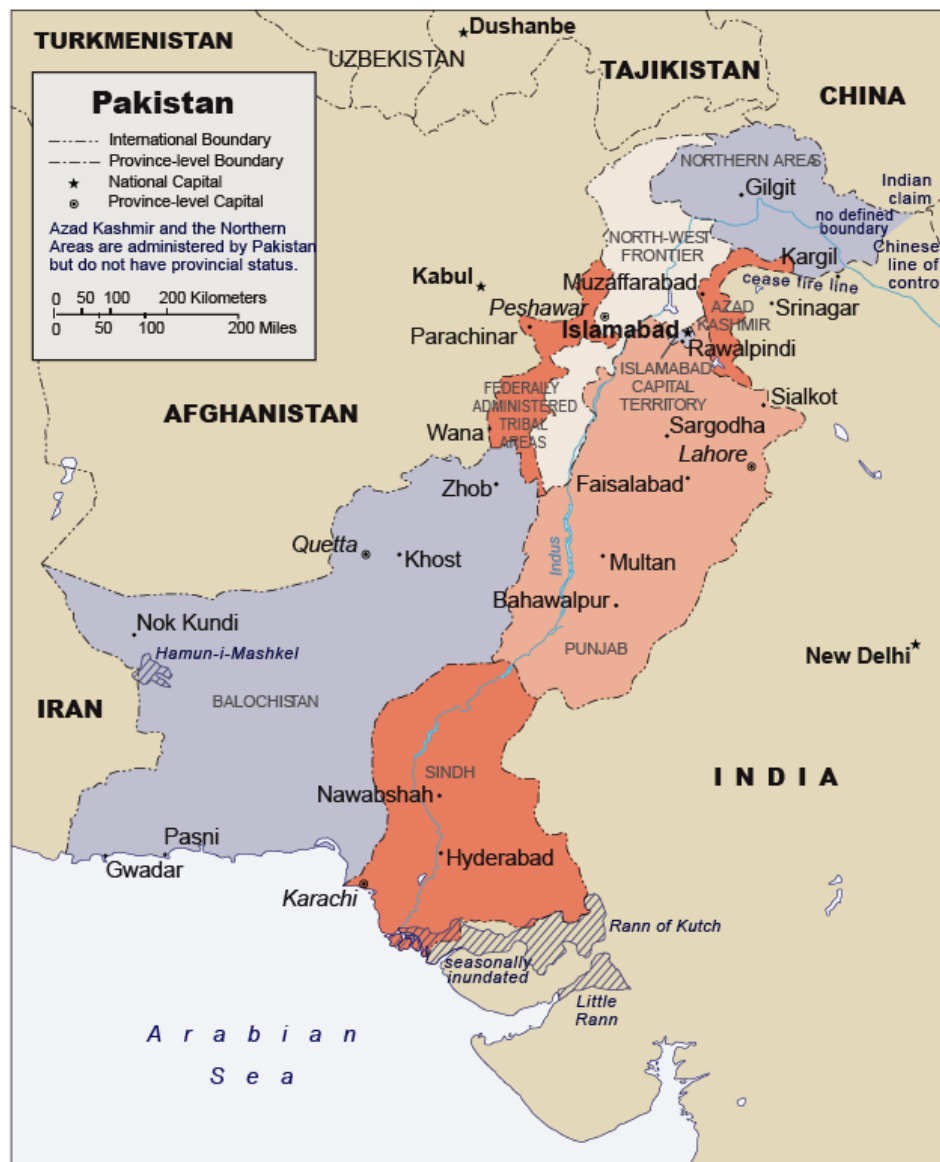 TURKMENISTAN
UZBEKISTAN
Dushanbe
TAJIKISTAN
CHINA
Pakistan
International Boundary
Province-level Boundary
National Capital
Province-level Capital
Azad Kashmir and the Northern
Areas are administered by Pakistan
but do not have provincial status.
0 50 100 200 Kilometers
0 50 100 200 Miles
NORTHERN AREAS
Gilgit
Indian
claim
no defined
boundary
Chinese
line of
control
NORTH-WEST
FRONTIER
Kargil
Kabul
Muzaffarabad
cease fire line
Peshawar
AZAD
KASHMIR
Srinagar
Parachinar
Islamabad
Rawalpindi
ISLAMABAD
CAPITAL
TERRITORY
FEDERAILY
ADMINISTERED
TRIBAL
AREAS
AFGHANISTAN
Sialkot
Wana
Sargodha
Lahore
Zhob
Faisalabad
Quetta
Khost
Indus
Multan
Bahawalpur
Nok Kundi
Hamun-i-Mashkel
PUNJAB
New Delhi
IRAN
BALOCHISTAN
SINDH
INDIA
Nawabshah
Pasni
Gwadar
Hyderabad
Karachi
Rann of Kutch
seasonally
inundated
Little
Rann
Arabian
Sea